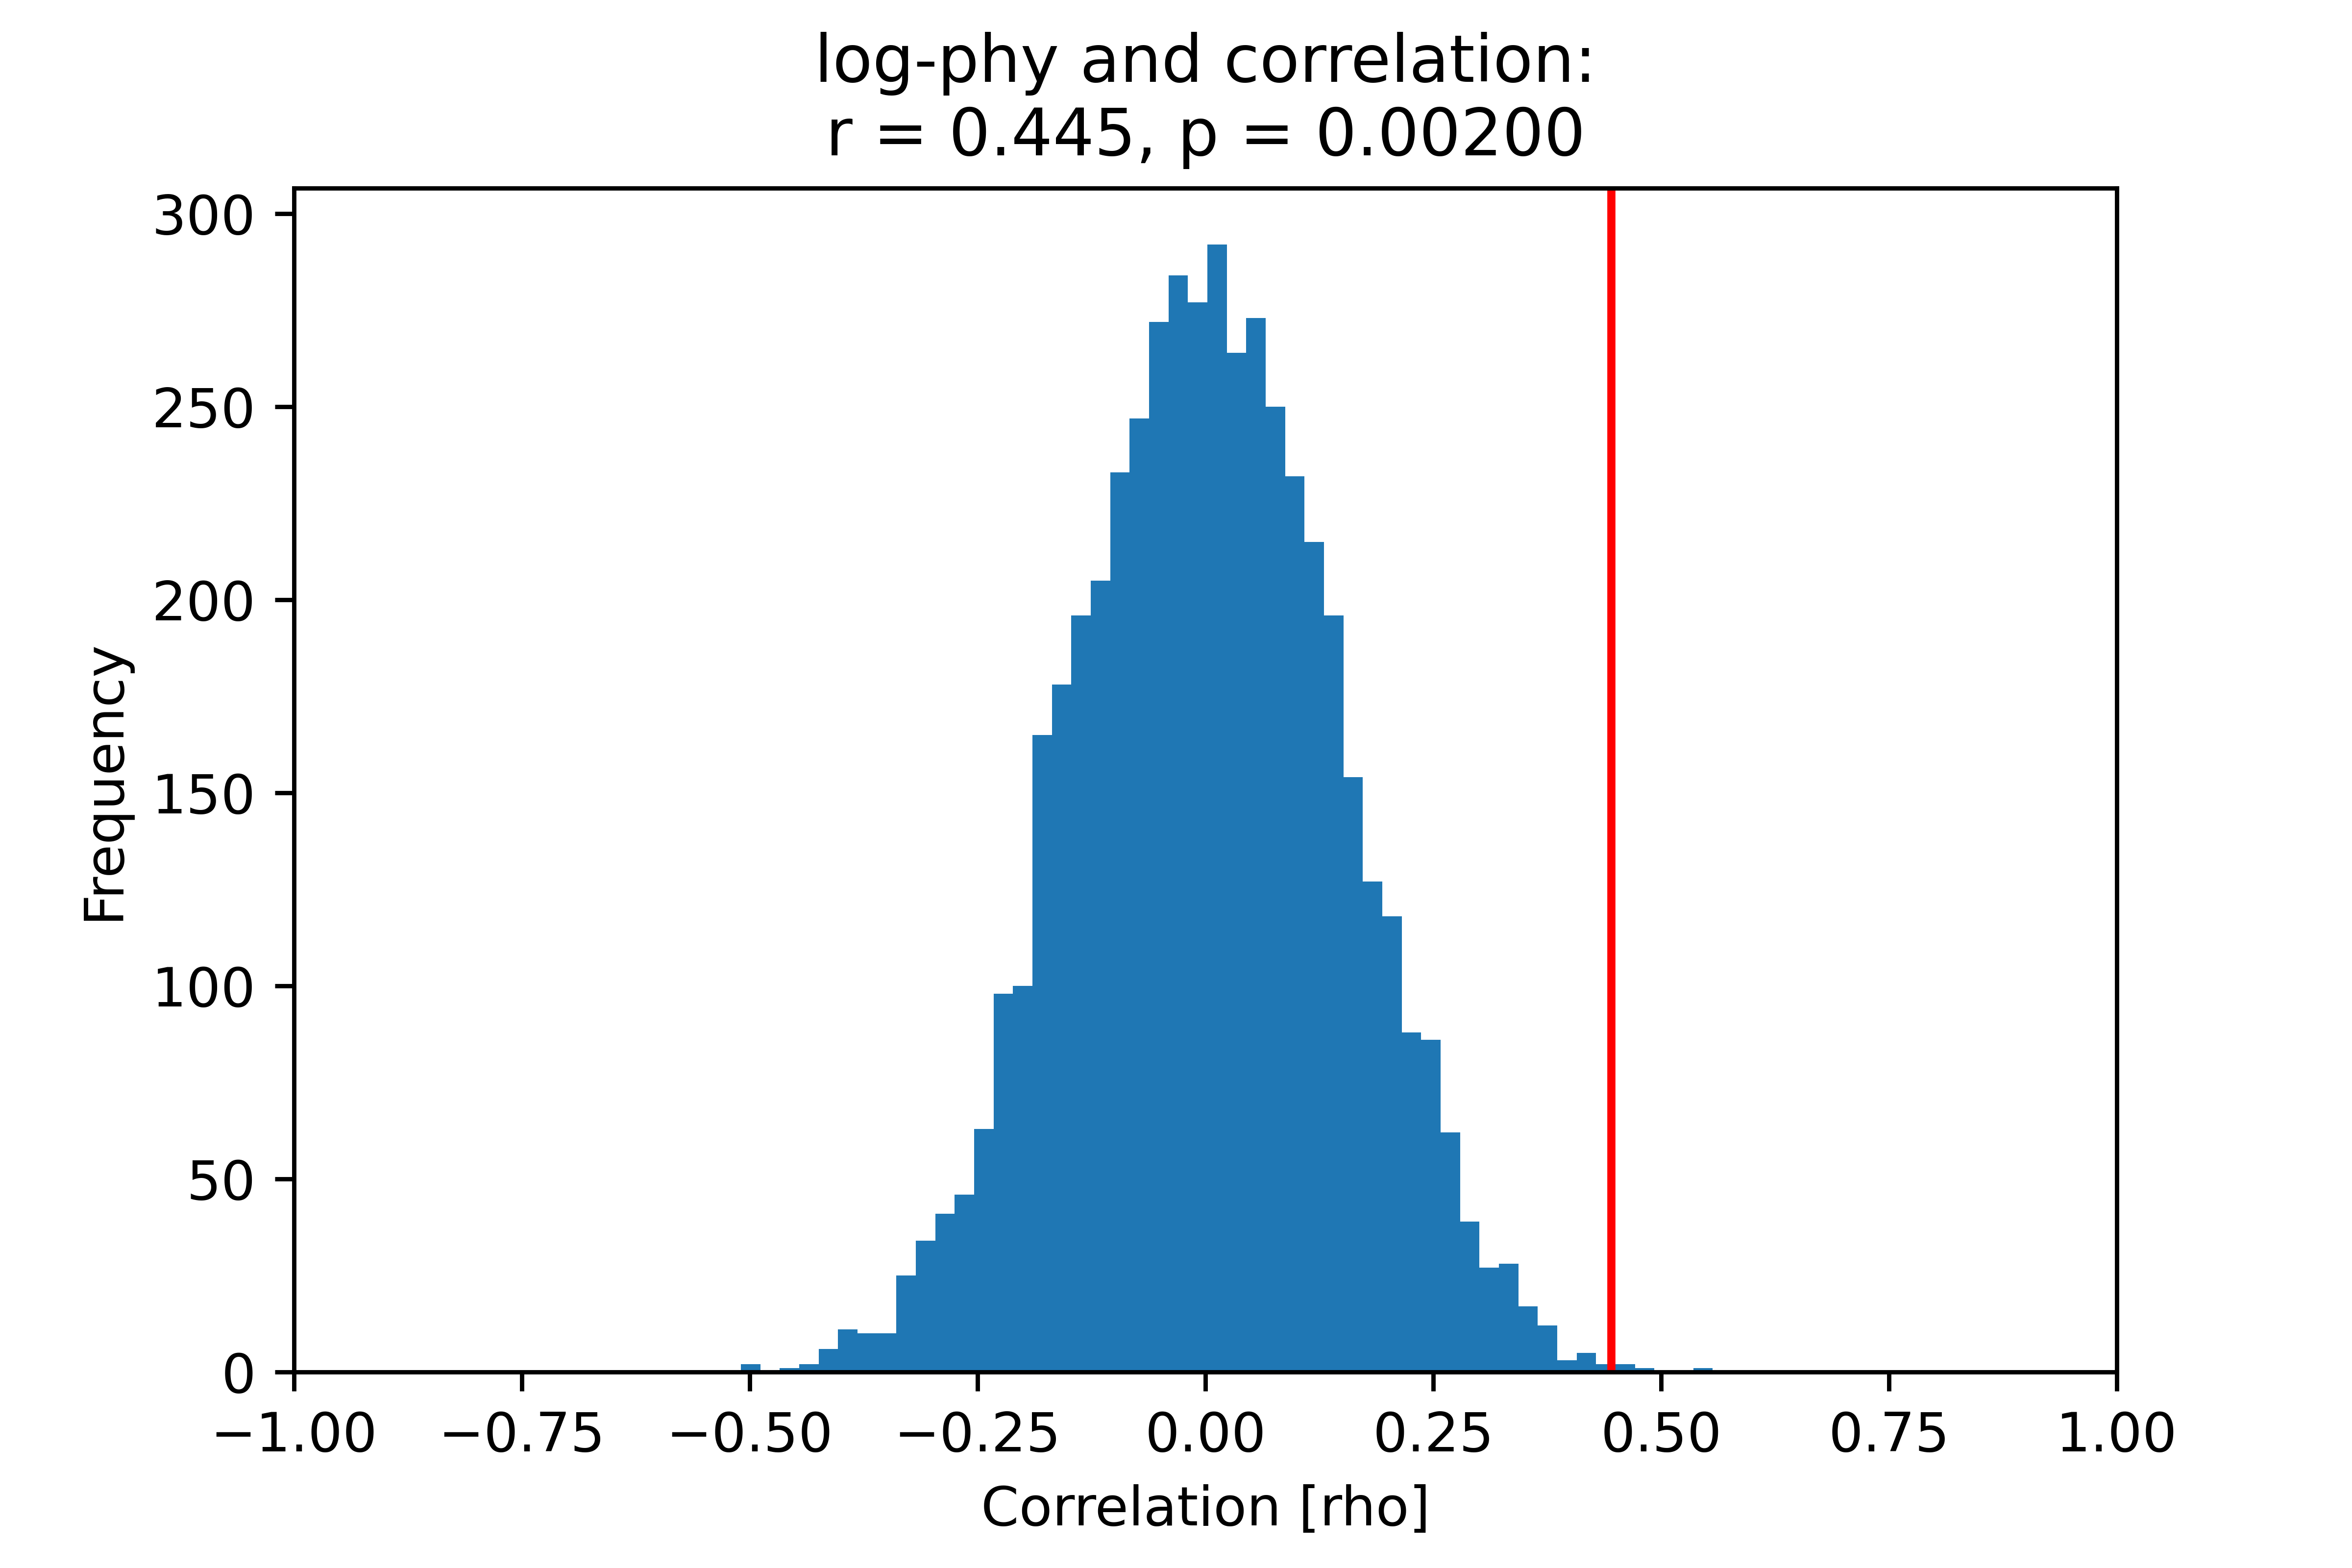 log-phy and correlation:
r = 0.445, p = 0.00200
300
250
200
150
100
50
0
Frequency
−1.00 −0.75 −0.50 −0.25 0.00 0.25 0.50 0.75 1.00
Correlation [rho]